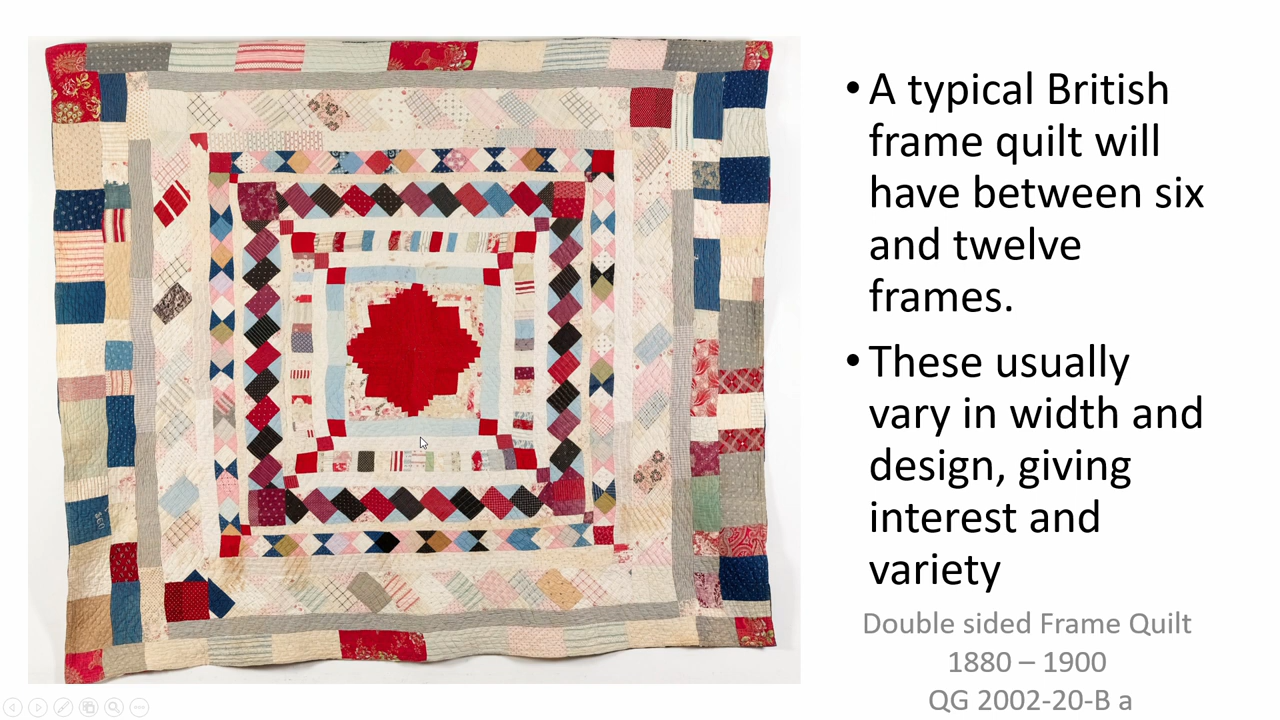 • A typical British
frame quilt will
have between six
and twelve
frames.
• These usually
vary in width and
design, giving
interest and
variety
Double sided Frame Quilt
1880 – 1900
QG 2002-20-B a